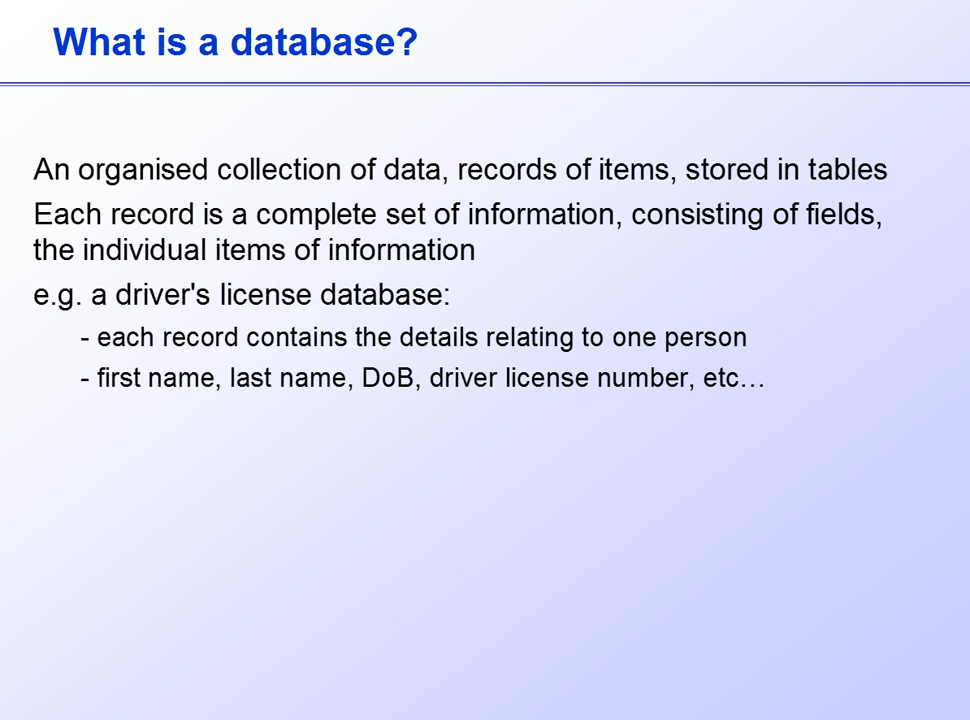 What is a database?
An organised collection of data, records of items, stored in tables
Each record is a complete set of information, consisting of fields,
the individual items of information
e.g. a driver's license database:
- each record contains the details relating to one person
- first name, last name, DoB, driver license number, etc…